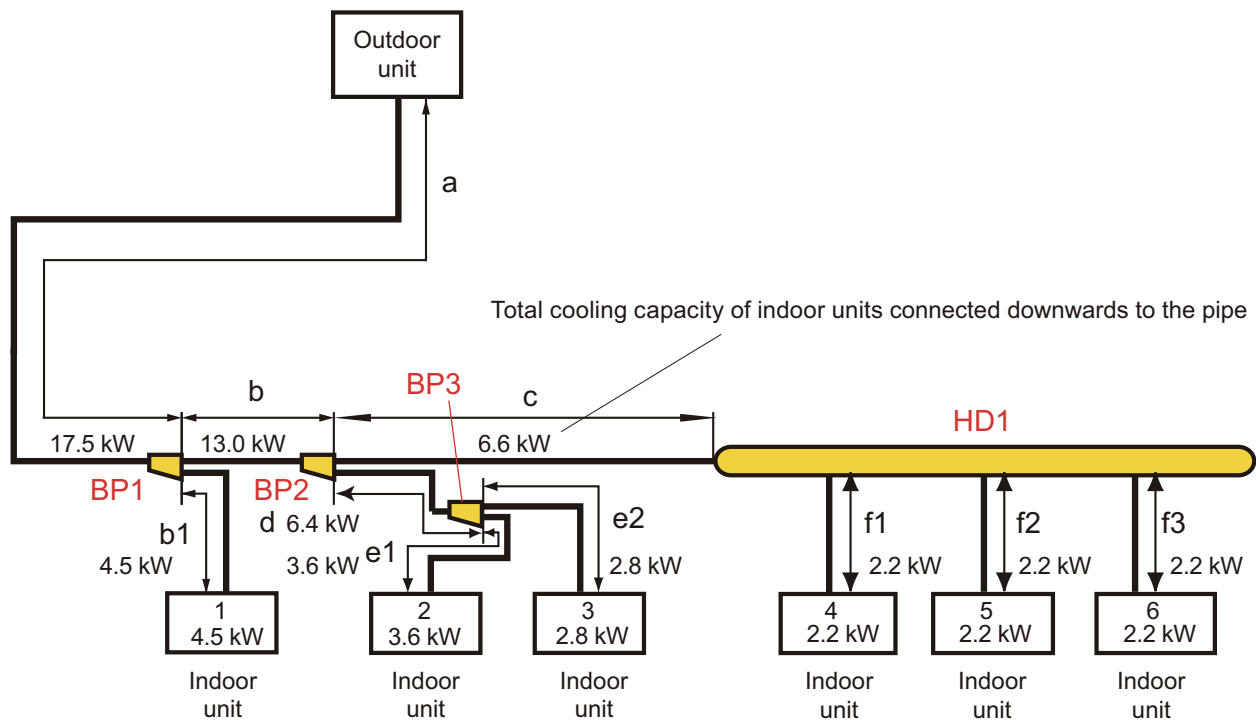 Outdoor
unit
a
Total cooling capacity of indoor units connected downwards to the pipe
BP3
b
c
HD1
17.5 kW
13.0 kW
6.6 kW
BP1
BP2
d
6.4 kW
e2
f1
f2
f3
b1
4.5 kW
3.6 kW
e1
2.8 kW
2.2 kW
2.2 kW
2.2 kW
1
4.5 kW
2
3.6 kW
3
2.8 kW
4
2.2 kW
5
2.2 kW
6
2.2 kW
Indoor
unit
Indoor
unit
Indoor
unit
Indoor
unit
Indoor
unit
Indoor
unit